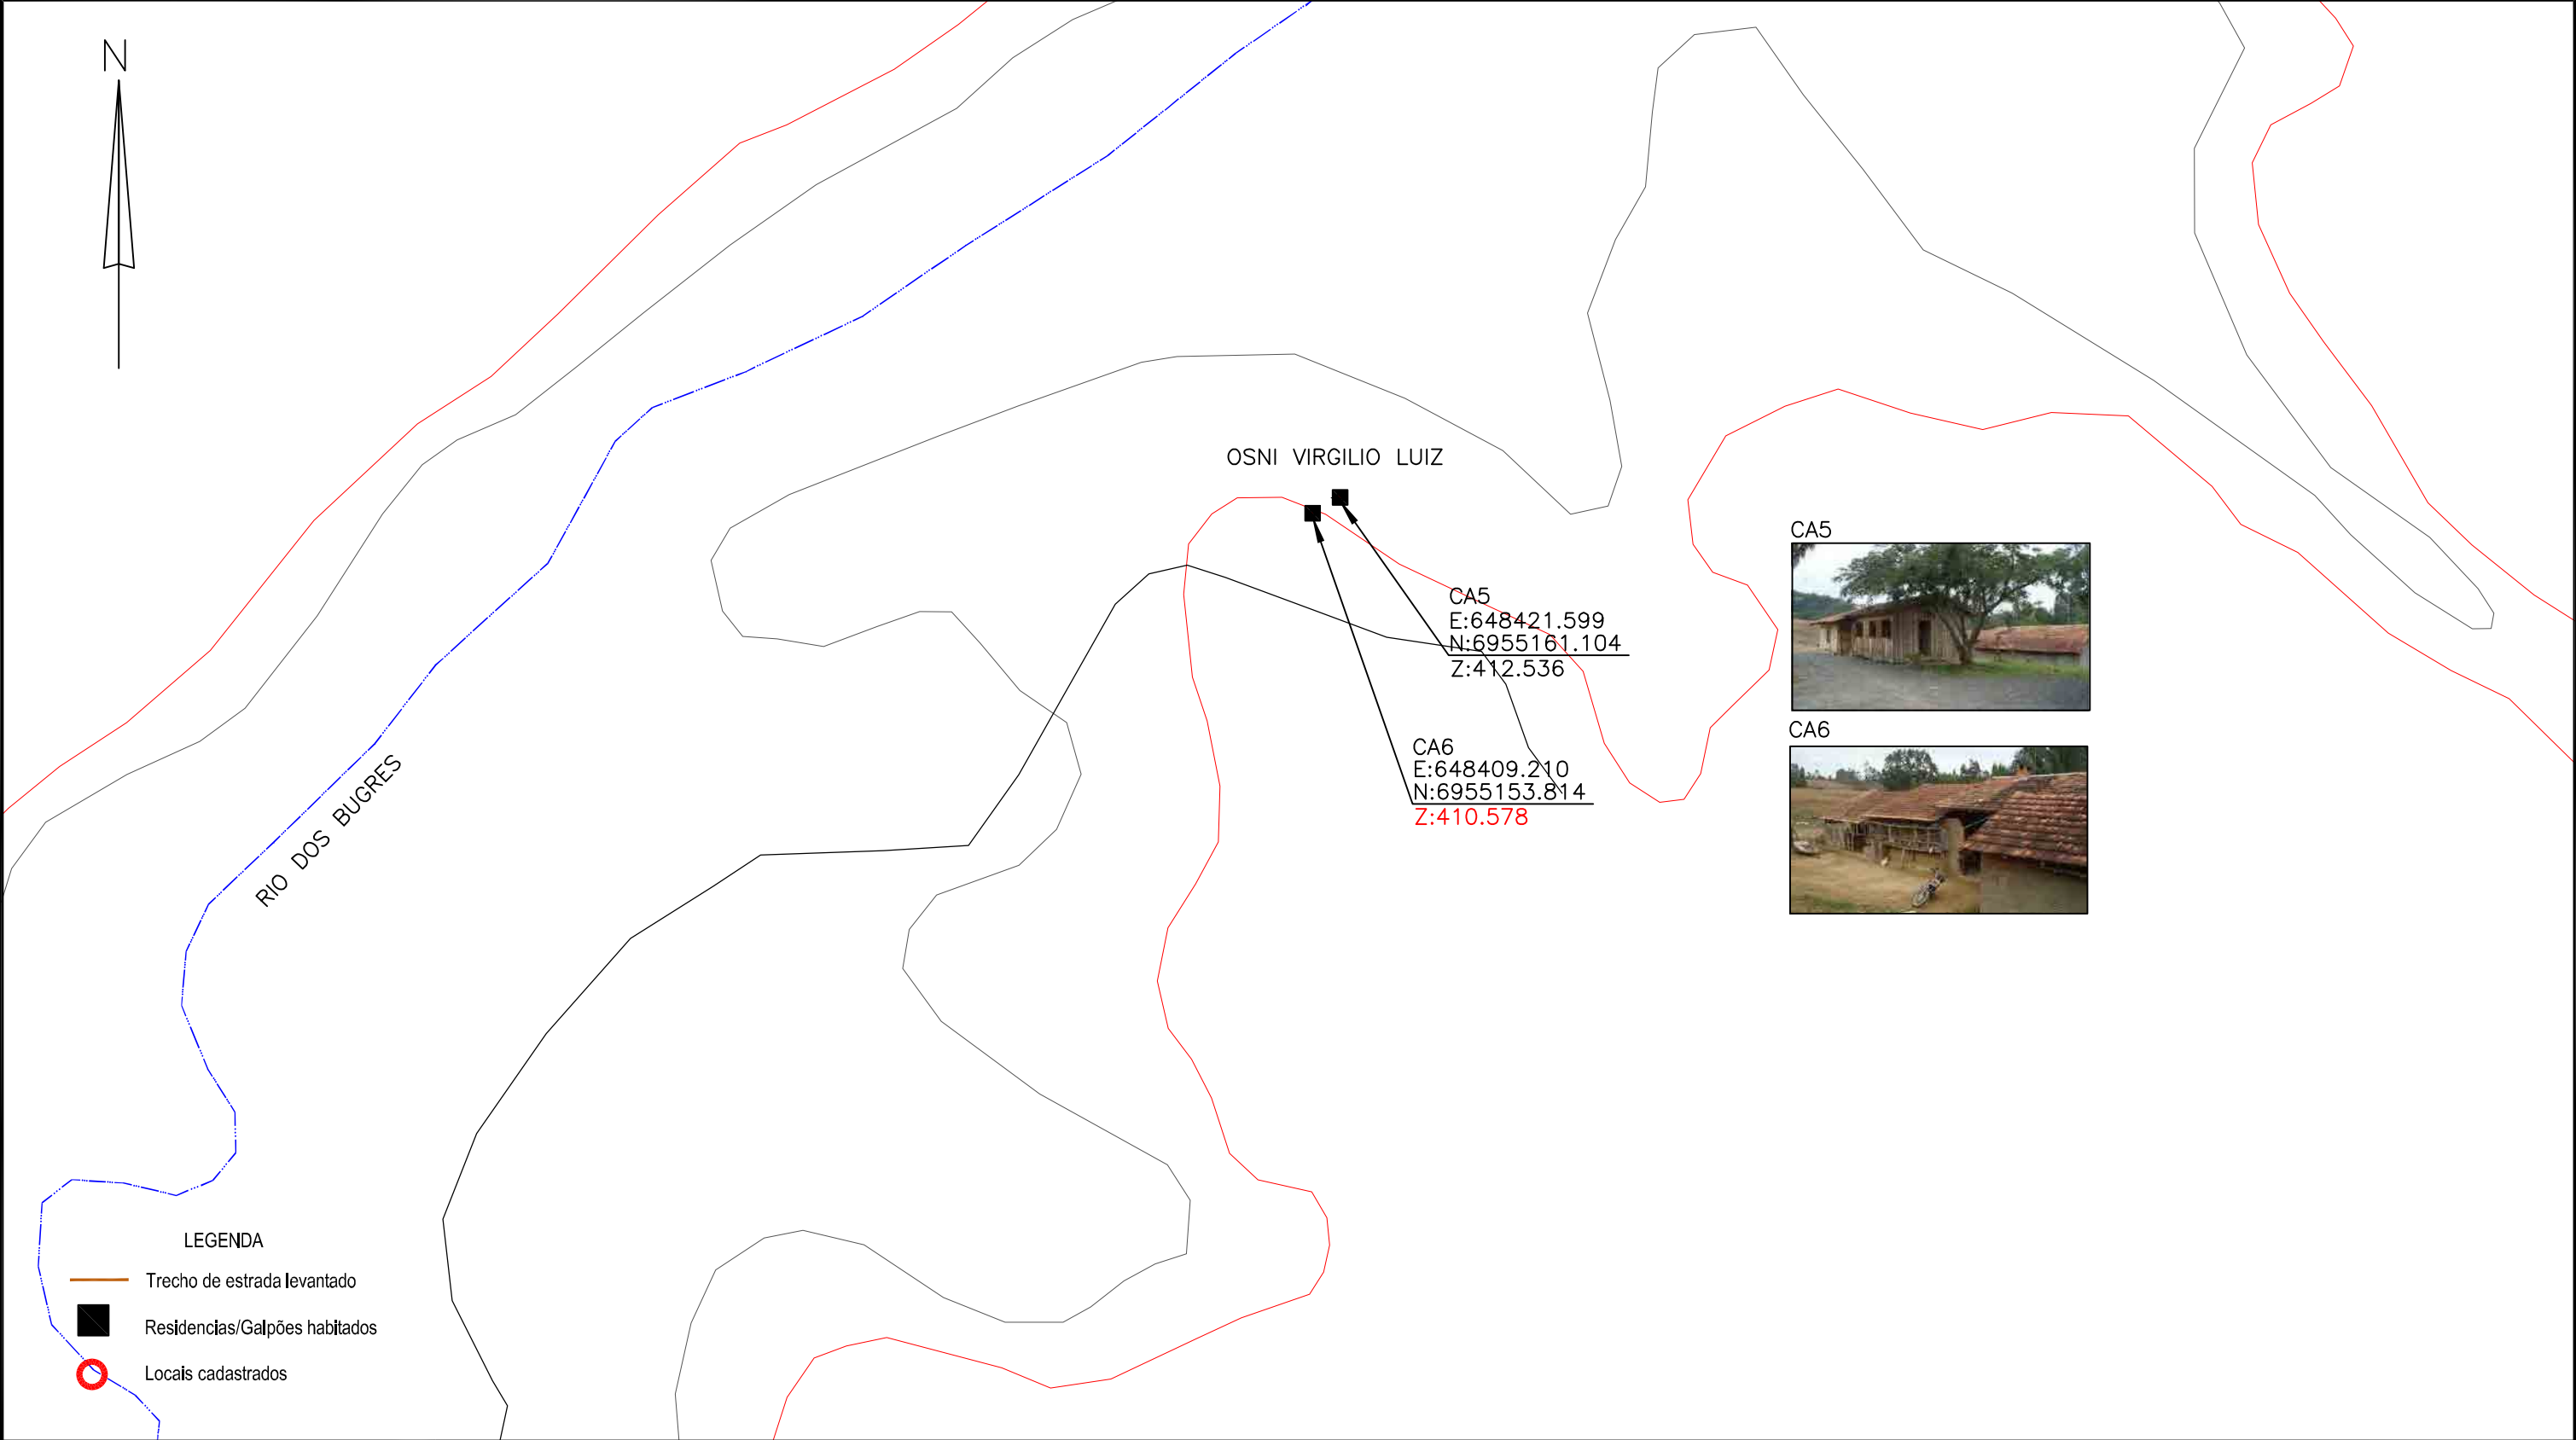 N
OSNI VIRGILIO LUIZ
CA5
E:648421.599
N:6955161.104
Z:412.536
CA6
E:648409.210
N:6955153.814
Z:410.578
CA5
CA6
RIO DOS BUGRES
LEGENDA
Trecho de estrada levantado
Residencias/Galpões habitados
Locais cadastrados